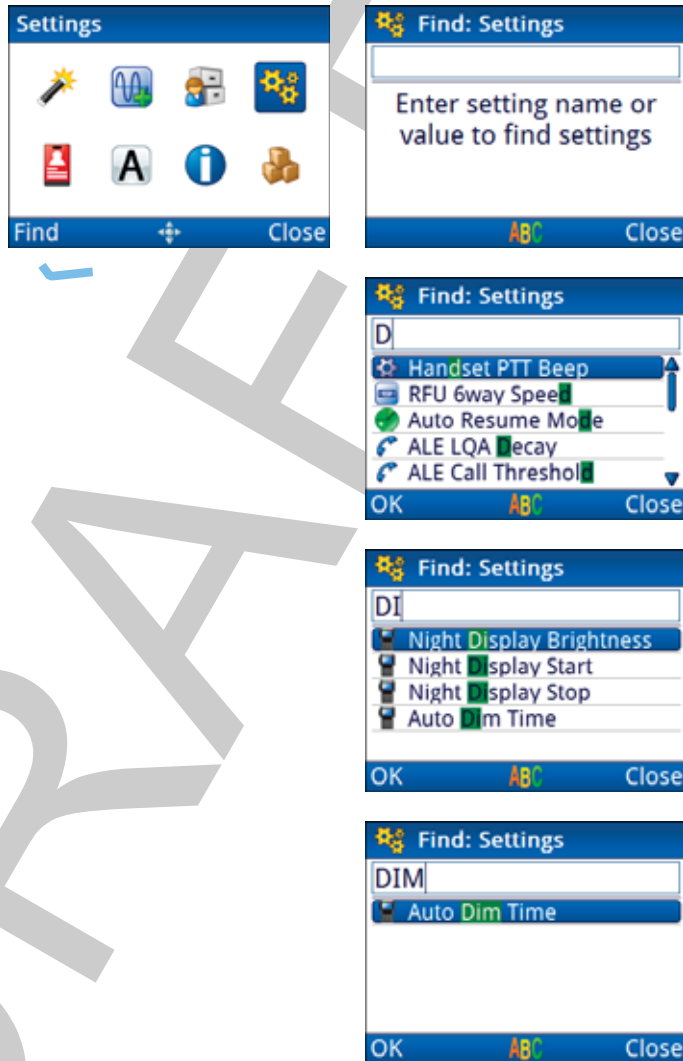 Settings
A
Find
Close
Find: Settings
Enter setting name or
value to find settings
ABC
Close
Find: Settings
D
Handset PTT Beep
RFU 6way Speed
Auto Resume Mode
ALE LQA Decay
ALE Call Threshold
OK
ABC
Close
Find: Settings
DI
Night Display Brightness
Night Display Start
Night Display Stop
Auto Dim Time
OK
ABC
Close
Find: Settings
DIM
Auto Dim Time
OK
ABC
Close